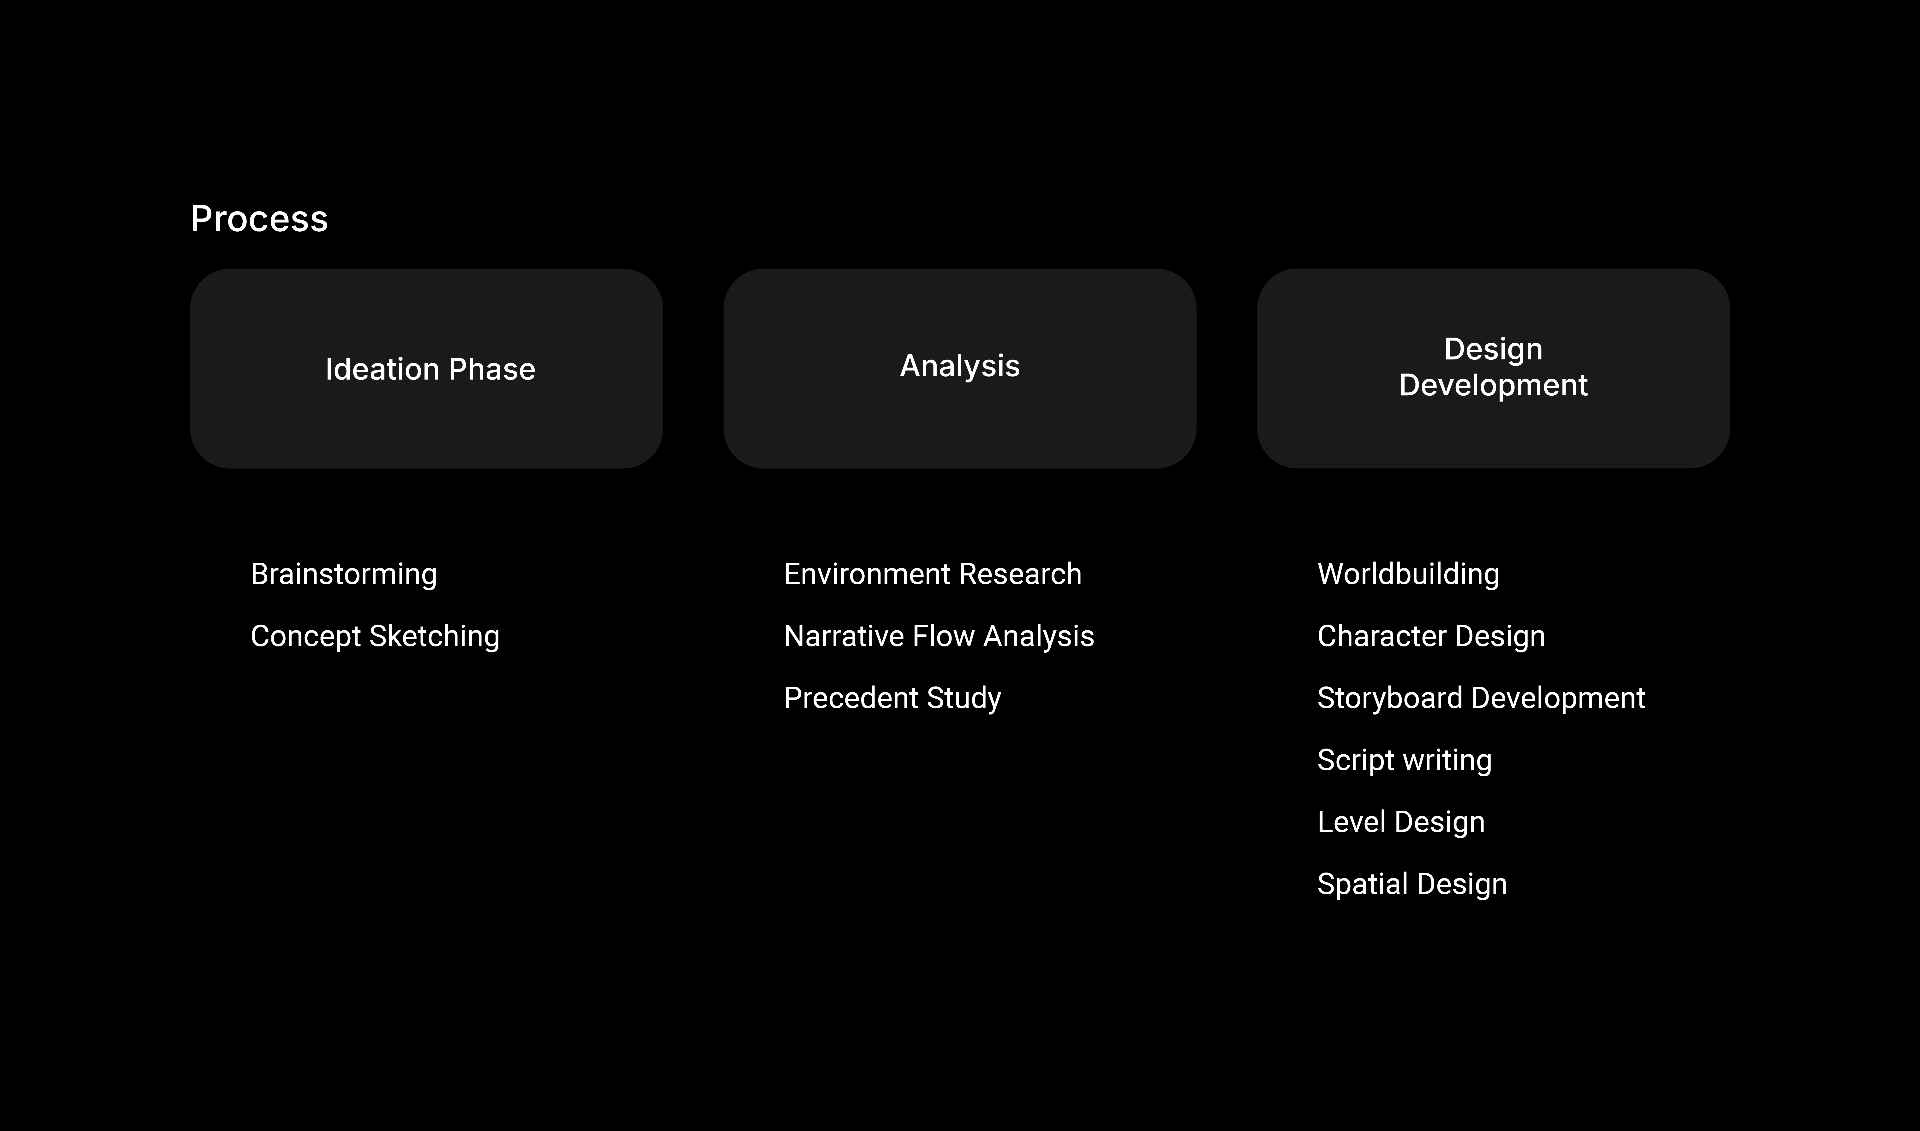 Process
Ideation Phase
Analysis
Design
Development
Brainstorming
Concept Sketching
Environment Research
Narrative Flow Analysis
Precedent Study
Worldbuilding
Character Design
Storyboard Development
Script writing
Level Design
Spatial Design